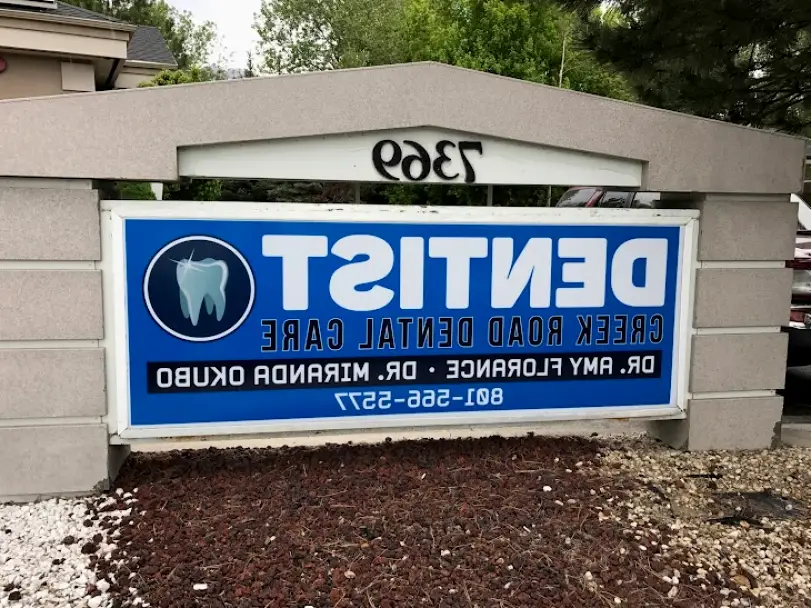 7369
DENTIST
CREEK ROAD DENTAL CARE
DR. AMY FLORANCE · DR. MIRANDA OKUBO
801-566-5577